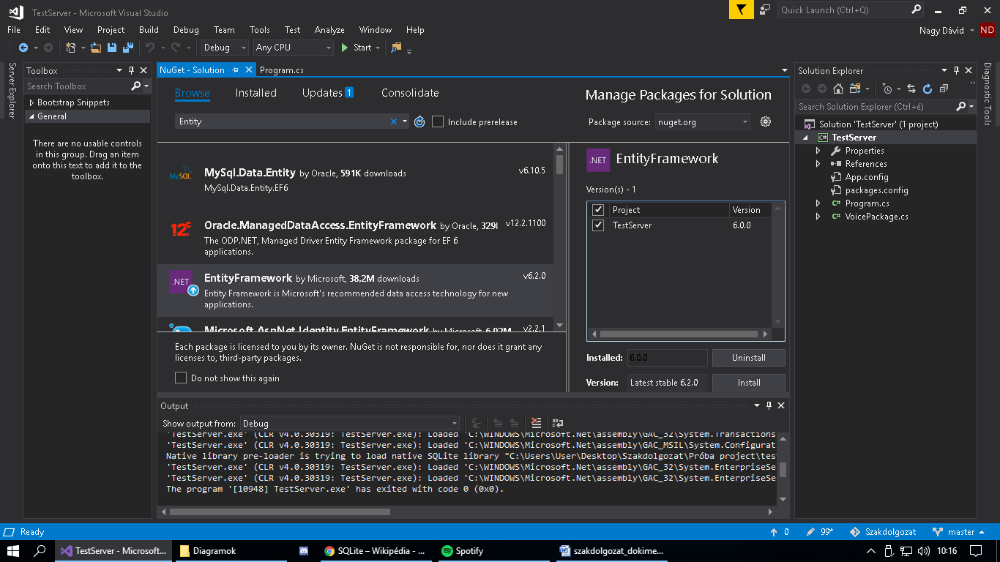 TestServer - Microsoft Visual Studio
Quick Launch (Ctrl+Q)
File Edit View Project Build Debug Team Tools Test Analyze Window Help
Nagy Dávid ND
Debug Any CPU Start
Server Explorer
Toolbox
Search Toolbox
Bootstrap Snippets
General
There are no usable controls
in this group. Drag an item
onto this text to add it to the
toolbox.
NuGet - Solution Program.cs
Browse Installed Updates 1 Consolidate
Manage Packages for Solution
Entity
Include prerelease
Package source: nuget.org
MySQL
MySql.Data.Entity by Oracle, 591K downloads v6.10.5
MySql.Data.Entity.EF6
12c
Oracle.ManagedDataAccess.EntityFramework by Oracle, v12.2.1100
The ODP.NET, Managed Driver Entity Framework package for EF 6
applications.
.NET
EntityFramework by Microsoft, 38,2M downloads v6.2.0
Entity Framework is Microsoft's recommended data access technology for new
applications.
Microsoft.AspNet.Identity.EntityFramework by Microsoft, 6,02M v2.2.1
Each package is licensed to you by its owner. NuGet is not responsible for, nor does it grant any
licenses to, third-party packages.
Do not show this again
.NET EntityFramework
Version(s) - 1
Project Version
TestServer 6.0.0
Installed: 6.0.0 Uninstall
Version: Latest stable 6.2.0 Install
Output
Show output from: Debug
'TestServer.exe' (CLR v4.0.30319: TestServer.exe): Loaded 'C:\WINDOWS\Microsoft.Net\assembly\GAC_32\System.Transactions
'TestServer.exe' (CLR v4.0.30319: TestServer.exe): Loaded 'C:\WINDOWS\Microsoft.Net\assembly\GAC_MSIL\System.Configurat
Native library pre-loader is trying to load native SQLite library "C:\Users\User\Desktop\Szakdolgozat\Próba project\test
'TestServer.exe' (CLR v4.0.30319: TestServer.exe): Loaded 'C:\WINDOWS\Microsoft.Net\assembly\GAC_32\System.EnterpriseSe
'TestServer.exe' (CLR v4.0.30319: TestServer.exe): Loaded 'C:\WINDOWS\Microsoft.Net\assembly\GAC_32\System.EnterpriseSe
The program '[10948] TestServer.exe' has exited with code 0 (0x0).
Solution Explorer
Search Solution Explorer (Ctrl+é)
Solution 'TestServer' (1 project)
C# TestServer
Properties
References
App.config
packages.config
C# Program.cs
C# VoicePackage.cs
Diagnostic Tools
Ready 0 99* Szakdolgozat master
TestServer - Microsoft... Diagramok SQLite – Wikipédia - ... Spotify szakdolgozat_dokime... 10:16